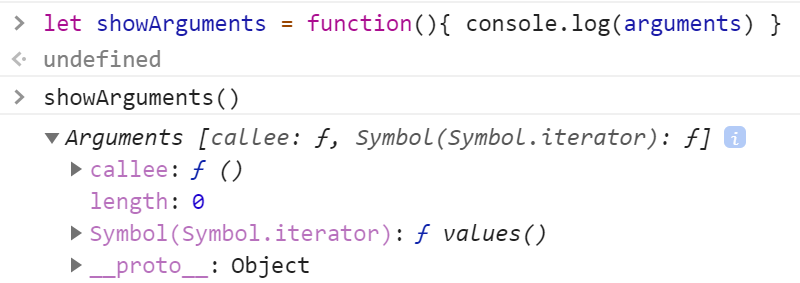 > let showArguments = function(){ console.log(arguments) }
<· undefined
> showArguments()
▼ Arguments [callee: ƒ, Symbol(Symbol.iterator): ƒ] i
▶ callee: ƒ ()
length: 0
▶ Symbol(Symbol.iterator): ƒ values()
▶ __proto__: Object